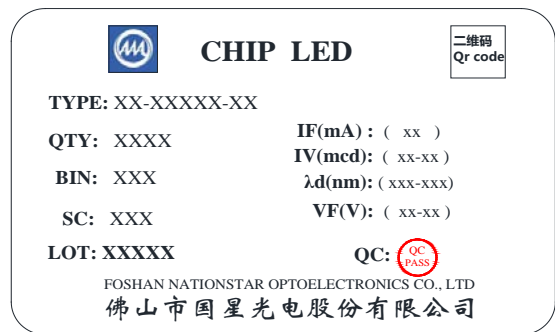 CHIP LED
二维码
Qr code
TYPE: XX-XXXXX-XX
QTY: XXXX
BIN: XXX
SC: XXX
LOT: XXXXX
IF(mA) : ( xx )
IV(mcd): ( xx-xx )
λd(nm): ( xxx-xxx)
VF(V): ( xx-xx )
QC:
QC
PASS
FOSHAN NATIONSTAR OPTOELECTRONICS CO., LTD
佛山市国星光电股份有限公司